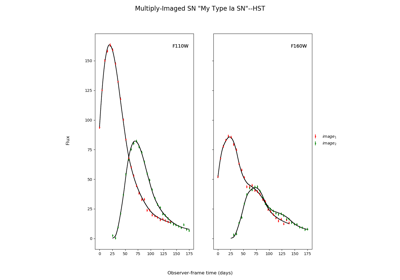 Multiply-Imaged SN "My Type Ia SN"--HST
F110W
F160W
Flux
150
125
100
75
50
25
0
0 25 50 75 100 125 150 175
0 25 50 75 100 125 150 175
image_1
image_2
Observer-frame time (days)